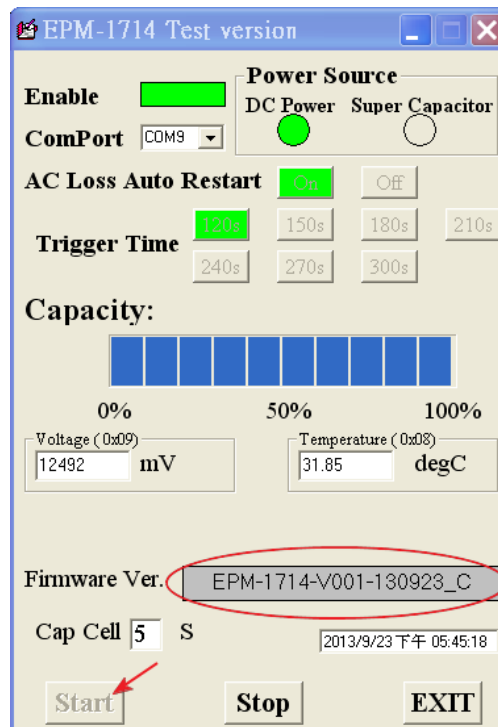 EPM-1714 Test version
Power Source
Enable
DC Power Super Capacitor
ComPort COM9
AC Loss Auto Restart On Off
120s 150s 180s 210s
Trigger Time
240s 270s 300s
Capacity:
0% 50% 100%
Voltage (0x09) Temperature (0x08)
12492 mV 31.85 degC
Firmware Ver. EPM-1714-V001-130923_C
Cap Cell 5 S
2013/9/23 下午 05:45:18
Start Stop EXIT